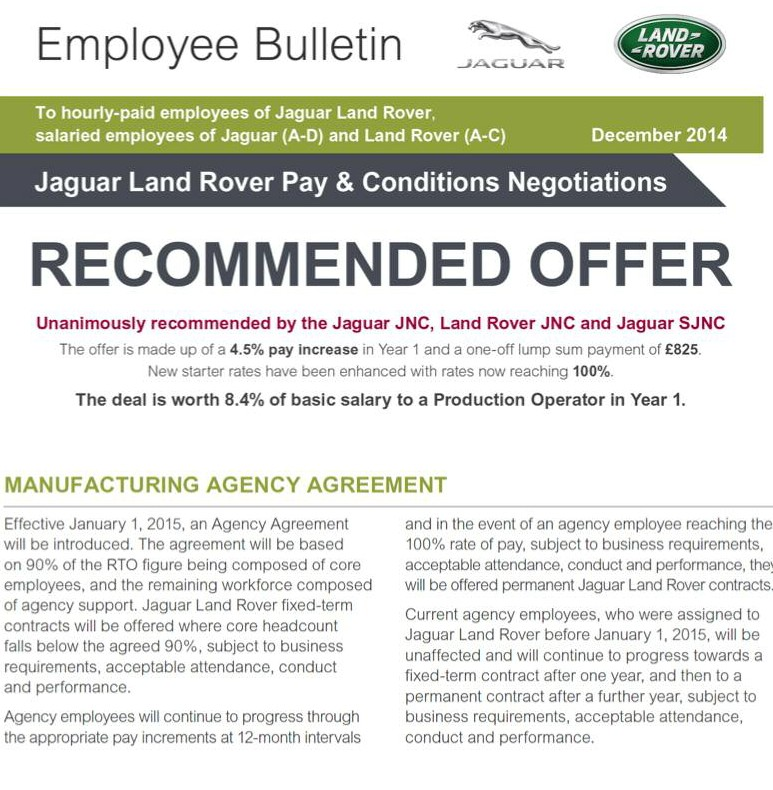 Employee Bulletin
JAGUAR
LAND-
-ROVER
To hourly-paid employees of Jaguar Land Rover,
salaried employees of Jaguar (A-D) and Land Rover (A-C)
December 2014
Jaguar Land Rover Pay & Conditions Negotiations
RECOMMENDED OFFER
Unanimously recommended by the Jaguar JNC, Land Rover JNC and Jaguar SJNC
The offer is made up of a 4.5% pay increase in Year 1 and a one-off lump sum payment of £825.
New starter rates have been enhanced with rates now reaching 100%.
The deal is worth 8.4% of basic salary to a Production Operator in Year 1.
MANUFACTURING AGENCY AGREEMENT
Effective January 1, 2015, an Agency Agreement
will be introduced. The agreement will be based
on 90% of the RTO figure being composed of core
employees, and the remaining workforce composed
of agency support. Jaguar Land Rover fixed-term
contracts will be offered where core headcount
falls below the agreed 90%, subject to business
requirements, acceptable attendance, conduct
and performance.
Agency employees will continue to progress through
the appropriate pay increments at 12-month intervals
and in the event of an agency employee reaching the
100% rate of pay, subject to business requirements,
acceptable attendance, conduct and performance, they
will be offered permanent Jaguar Land Rover contracts.
Current agency employees, who were assigned to
Jaguar Land Rover before January 1, 2015, will be
unaffected and will continue to progress towards a
fixed-term contract after one year, and then to a
permanent contract after a further year, subject to
business requirements, acceptable attendance,
conduct and performance.